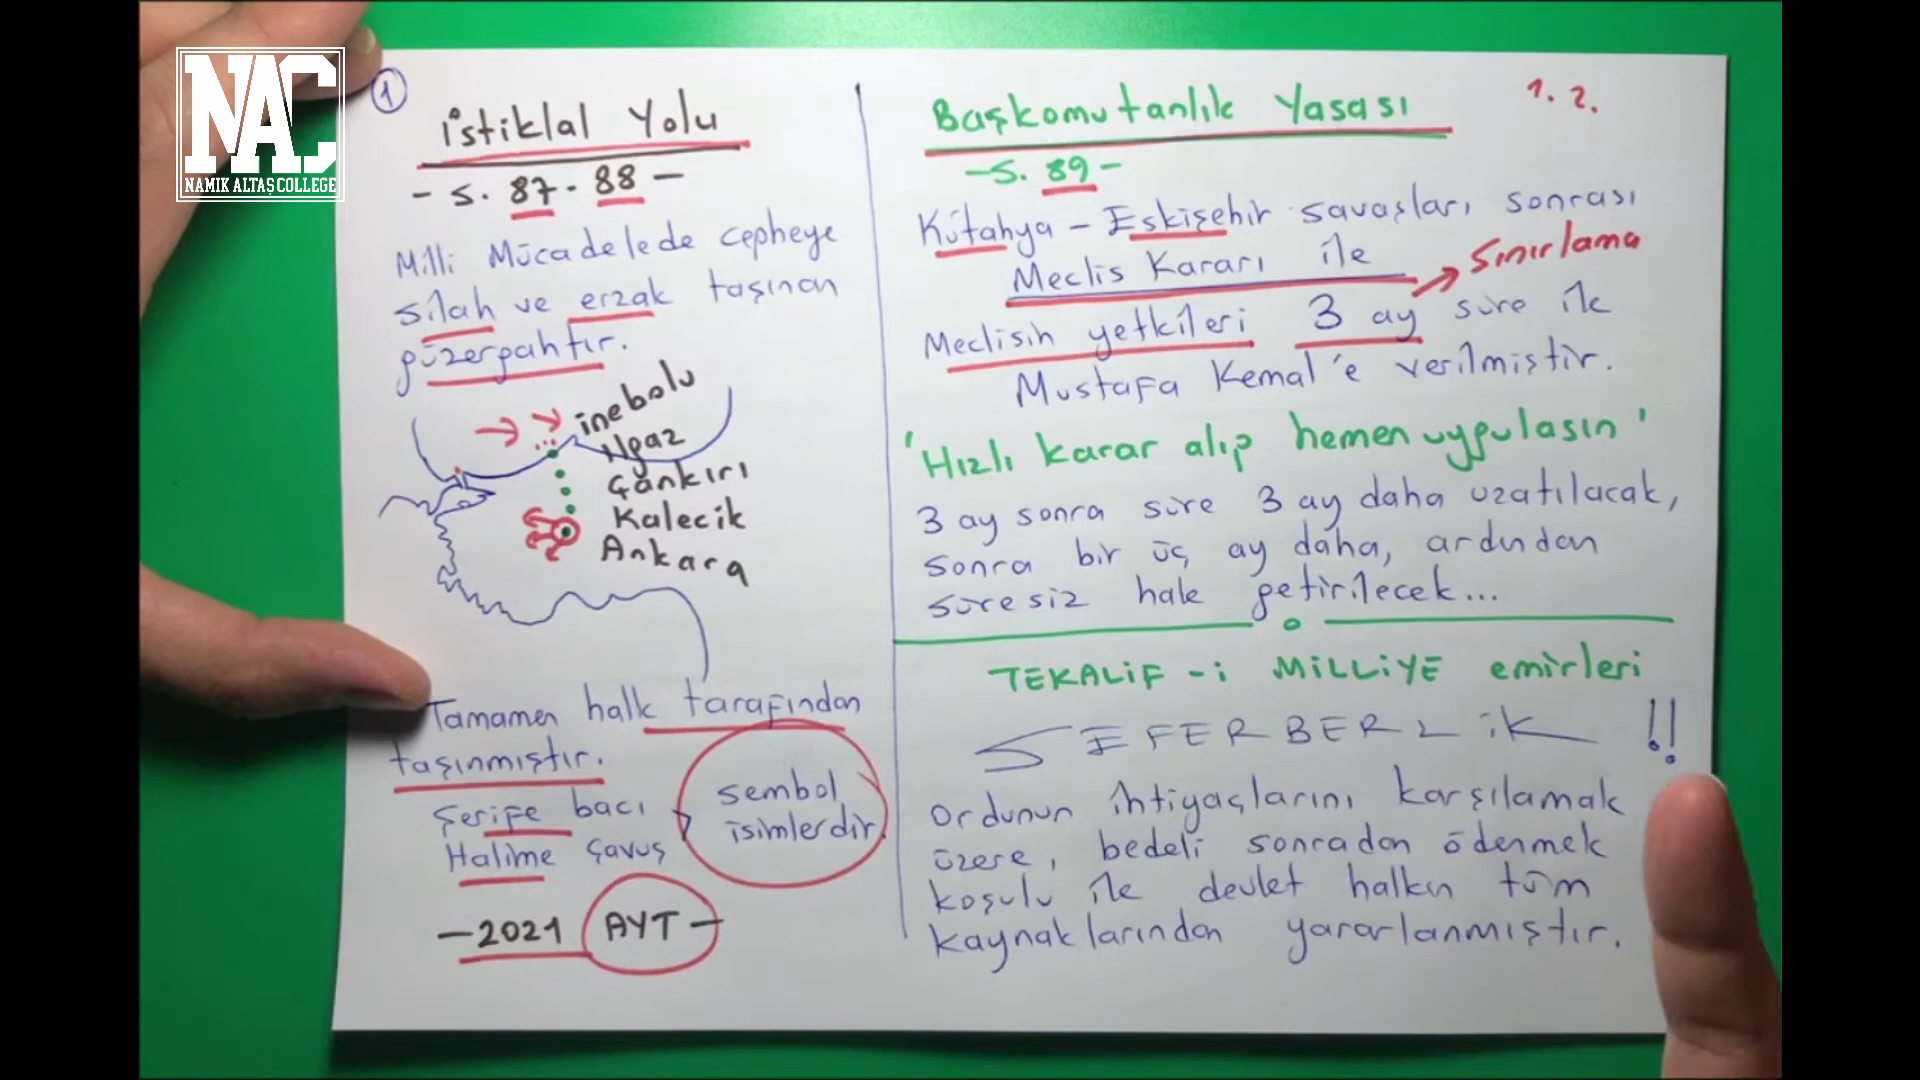 NAC
NAMIK ALTAŞ COLLEGE
1
istiklal Yolu
- S. 87 - 88 -
Milli Mücadelede cepheye
silah ve erzak taşınan
güzergahtır.
inebolu
Ilgaz
Çankırı
Kalecik
Ankara
Tamamen halk tarafından
taşınmıştır.
Şerife bacı
Halime Çavuş
sembol
isimlerdir.
- 2021 AYT -
Başkomutanlık Yasası
1. 2.
- S. 89 -
Kütahya - Eskişehir savaşları sonrası
Meclis Kararı ile
Sınırlama
Meclisin yetkileri 3 ay süre ile
Mustafa Kemal'e verilmiştir.
'Hızlı karar alıp hemen uygulasın'
3 ay sonra süre 3 ay daha uzatılacak,
sonra bir üç ay daha, ardından
süresiz hale getirilecek...
TEKALİF -i MİLLİYE emirleri
SEFERBERLiK !!
Ordunun ihtiyaçlarını karşılamak
üzere, bedeli sonradan ödenmek
koşulu ile devlet halkın tüm
kaynaklarından yararlanmıştır.